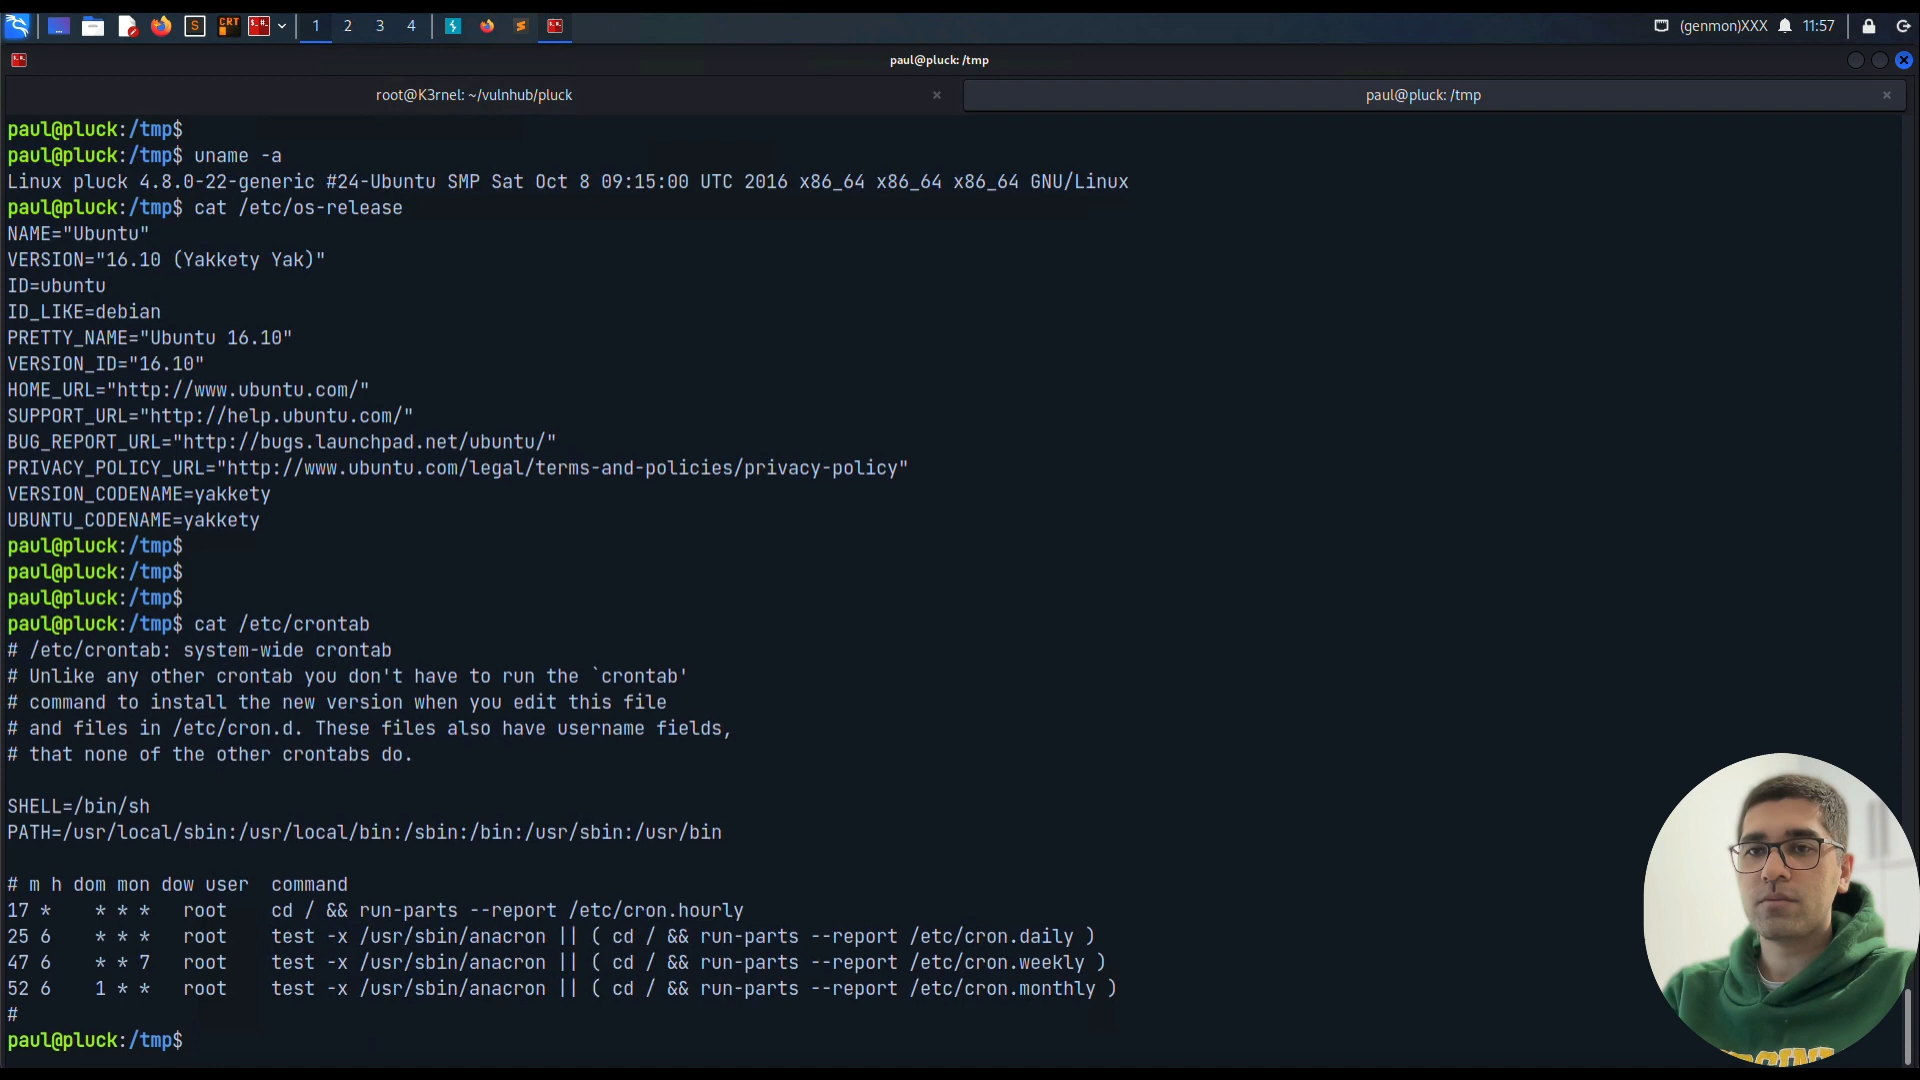 CRT
1 2 3 4
(genmon)XXX 11:57
paul@pluck: /tmp
root@K3rnel: ~/vulnhub/pluck
paul@pluck: /tmp
paul@pluck:/tmp$
paul@pluck:/tmp$ uname -a
Linux pluck 4.8.0-22-generic #24-Ubuntu SMP Sat Oct 8 09:15:00 UTC 2016 x86_64 x86_64 x86_64 GNU/Linux
paul@pluck:/tmp$ cat /etc/os-release
NAME="Ubuntu"
VERSION="16.10 (Yakkety Yak)"
ID=ubuntu
ID_LIKE=debian
PRETTY_NAME="Ubuntu 16.10"
VERSION_ID="16.10"
HOME_URL="http://www.ubuntu.com/"
SUPPORT_URL="http://help.ubuntu.com/"
BUG_REPORT_URL="http://bugs.launchpad.net/ubuntu/"
PRIVACY_POLICY_URL="http://www.ubuntu.com/legal/terms-and-policies/privacy-policy"
VERSION_CODENAME=yakkety
UBUNTU_CODENAME=yakkety
paul@pluck:/tmp$
paul@pluck:/tmp$
paul@pluck:/tmp$
paul@pluck:/tmp$ cat /etc/crontab
# /etc/crontab: system-wide crontab
# Unlike any other crontab you don't have to run the `crontab'
# command to install the new version when you edit this file
# and files in /etc/cron.d. These files also have username fields,
# that none of the other crontabs do.
SHELL=/bin/sh
PATH=/usr/local/sbin:/usr/local/bin:/sbin:/bin:/usr/sbin:/usr/bin
# m h dom mon dow user  command
17 *    * * *   root    cd / && run-parts --report /etc/cron.hourly
25 6    * * *   root    test -x /usr/sbin/anacron || ( cd / && run-parts --report /etc/cron.daily )
47 6    * * 7   root    test -x /usr/sbin/anacron || ( cd / && run-parts --report /etc/cron.weekly )
52 6    1 * *   root    test -x /usr/sbin/anacron || ( cd / && run-parts --report /etc/cron.monthly )
#
paul@pluck:/tmp$